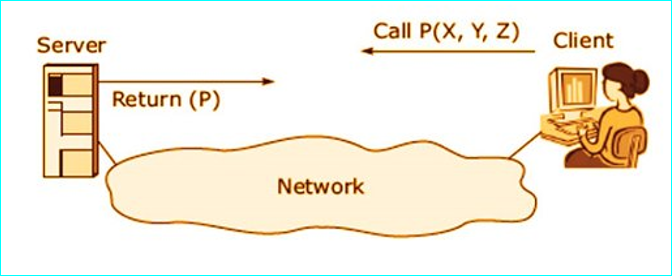 Server
Call P(X, Y, Z)
Client
Return (P)
Network